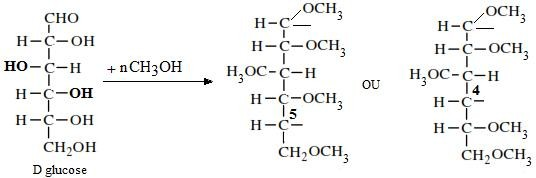 CHO
H–C–OH
HO–C–H
H–C–OH
H–C–OH
CH₂OH
D glucose
+ nCH3OH
OCH₃
H–C
H–C–OCH₃
H₃OC–C–H
H–C–OCH₃
5
H–C–
CH₂OCH₃
OU
OCH₃
H–C
H–C–OCH₃
H₃OC–C–H
4
H–C–
H–C–OCH₃
CH₂OCH₃